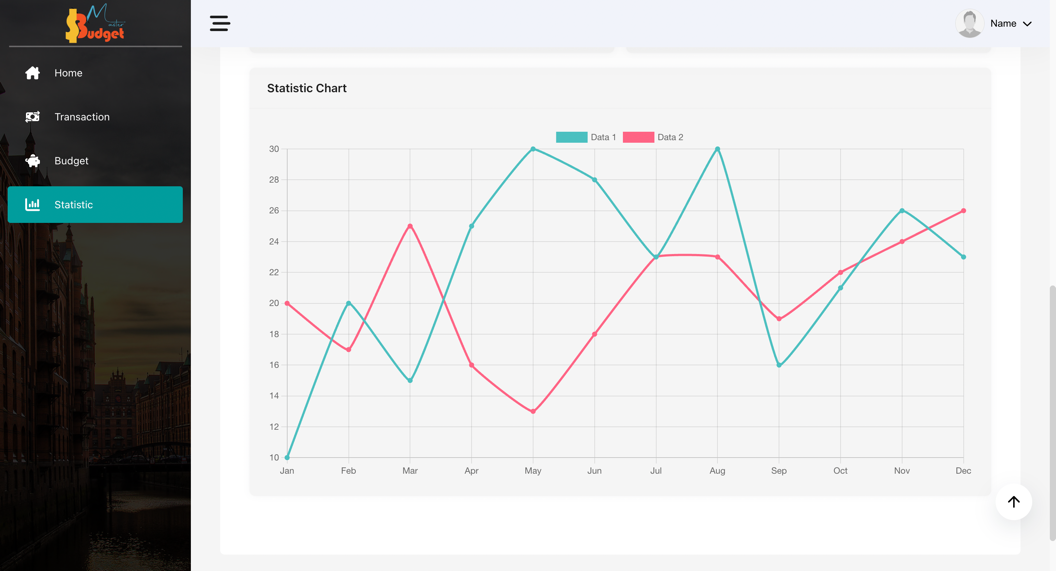 Meter
Budget
Home
Transaction
Budget
Statistic
Name
Statistic Chart
Data 1 Data 2
30
28
26
24
22
20
18
16
14
12
10
Jan Feb Mar Apr May Jun Jul Aug Sep Oct Nov Dec